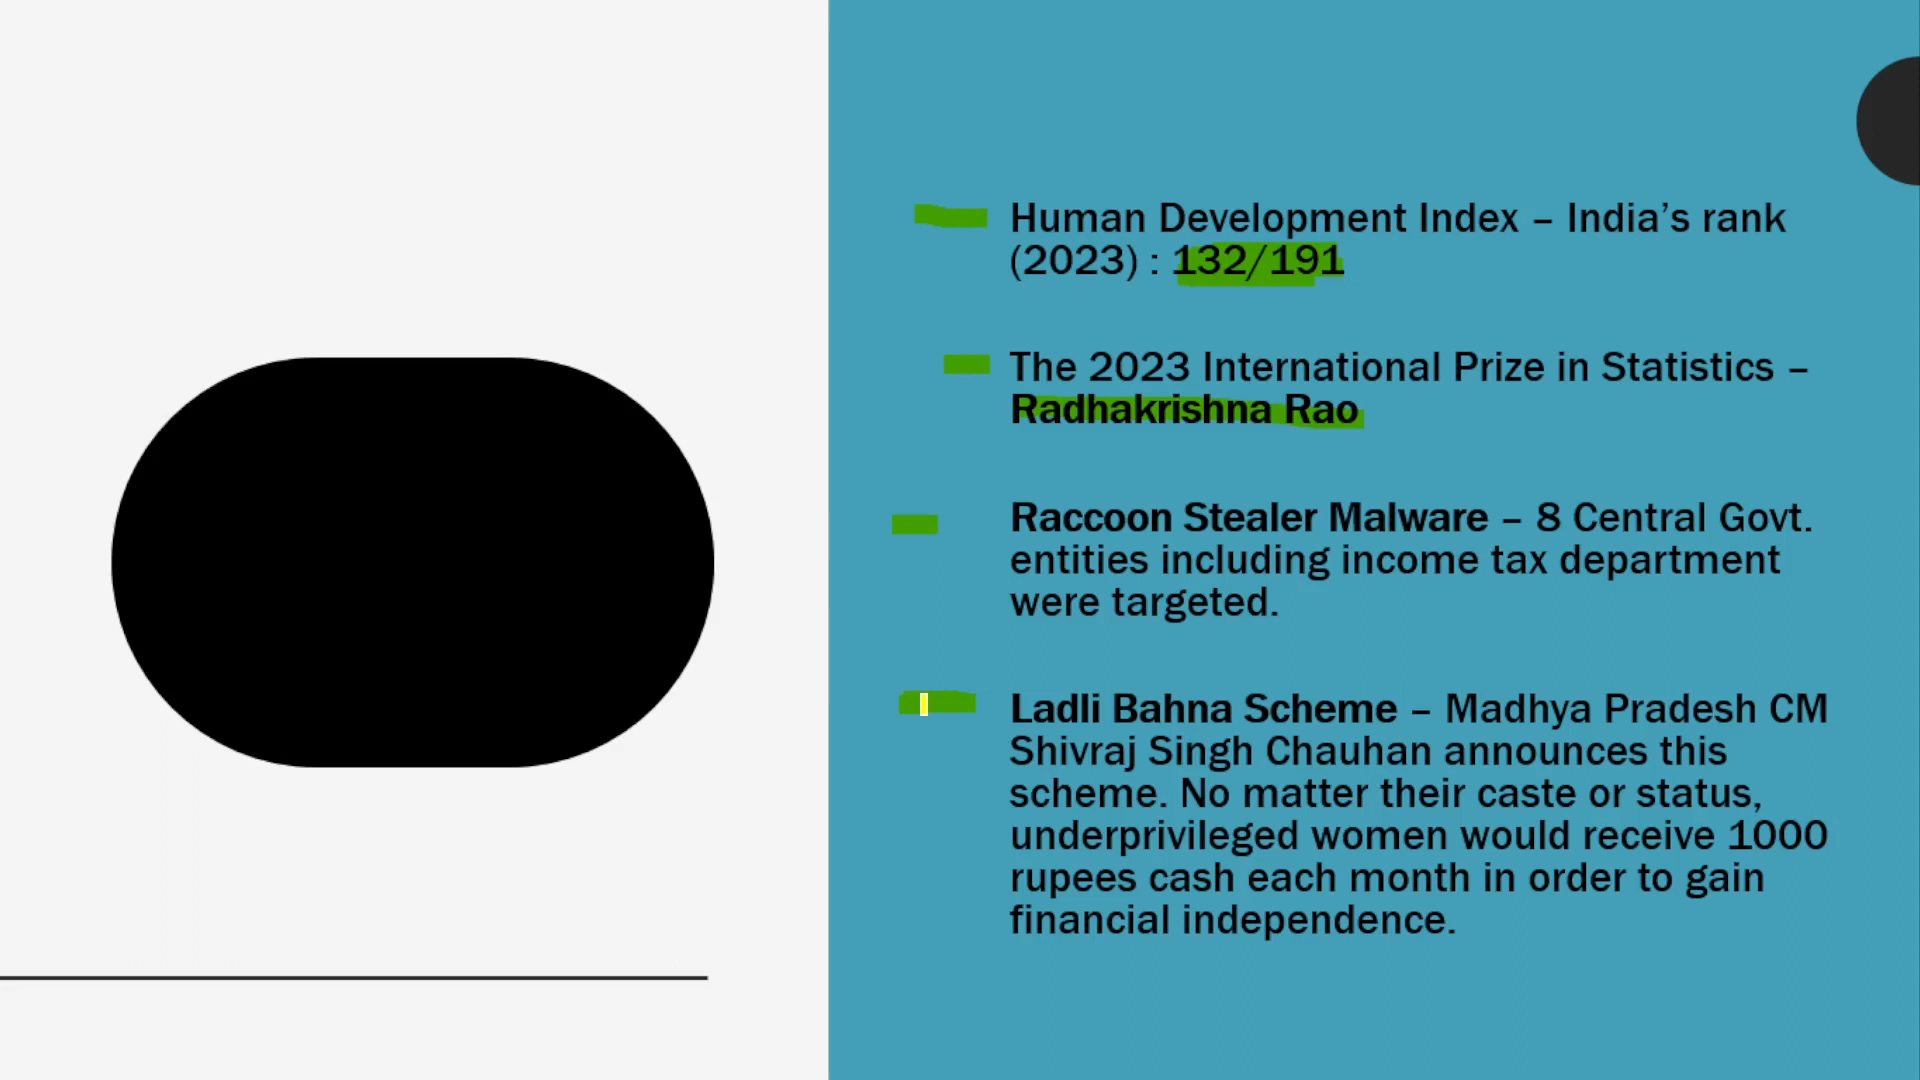 Human Development Index – India’s rank
(2023) : 132/191
The 2023 International Prize in Statistics –
Radhakrishna Rao
Raccoon Stealer Malware – 8 Central Govt.
entities including income tax department
were targeted.
Ladli Bahna Scheme – Madhya Pradesh CM
Shivraj Singh Chauhan announces this
scheme. No matter their caste or status,
underprivileged women would receive 1000
rupees cash each month in order to gain
financial independence.